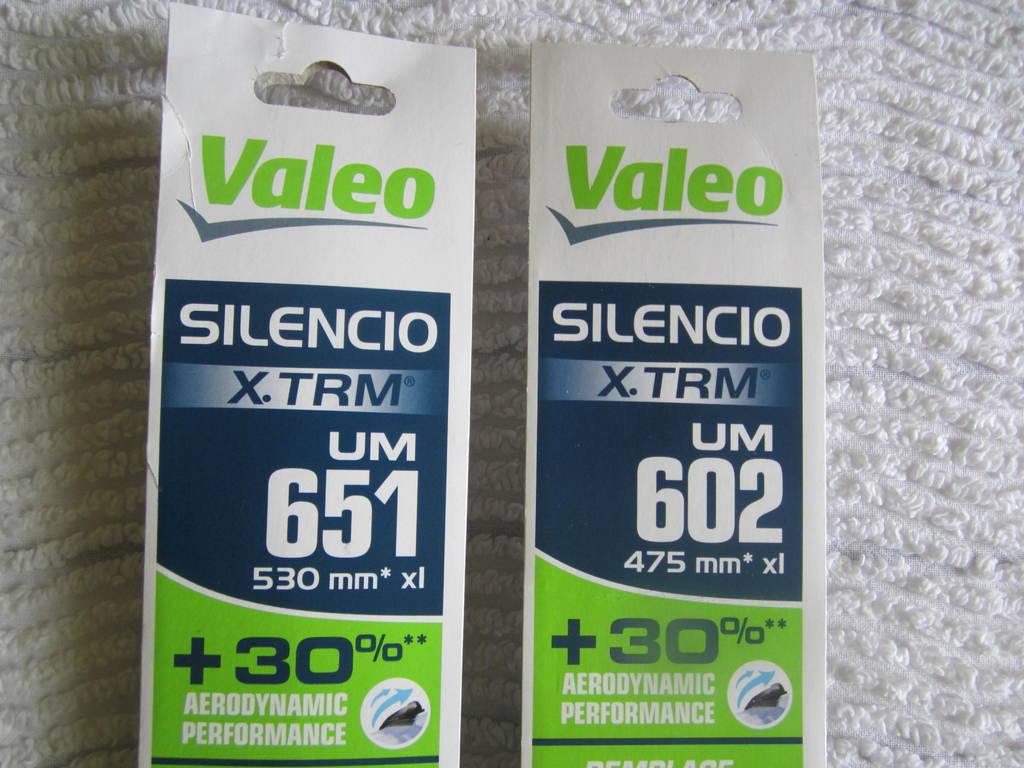 Valeo
SILENCIO
X.TRM®
UM
651
530 mm* xl
+30%**
AERODYNAMIC
PERFORMANCE
Valeo
SILENCIO
X.TRM®
UM
602
475 mm* xl
+30%**
AERODYNAMIC
PERFORMANCE
REMPLACE